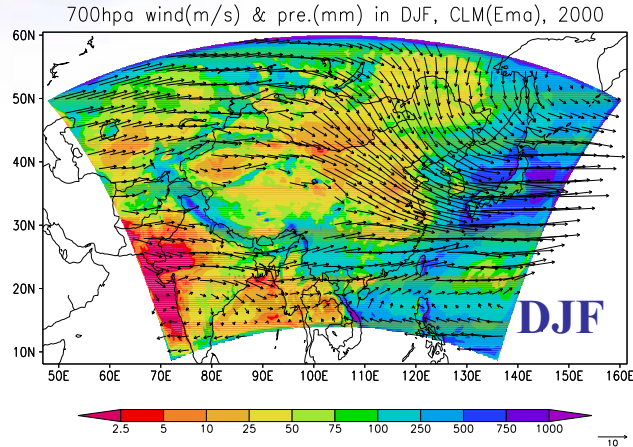 700hpa wind(m/s) & pre.(mm) in DJF, CLM(Ema), 2000
60N
50N
40N
30N
20N
10N
DJF
50E 60E 70E 80E 90E 100E 110E 120E 130E 140E 150E 160E
2.5 5 10 25 50 75 100 250 500 750 1000
10